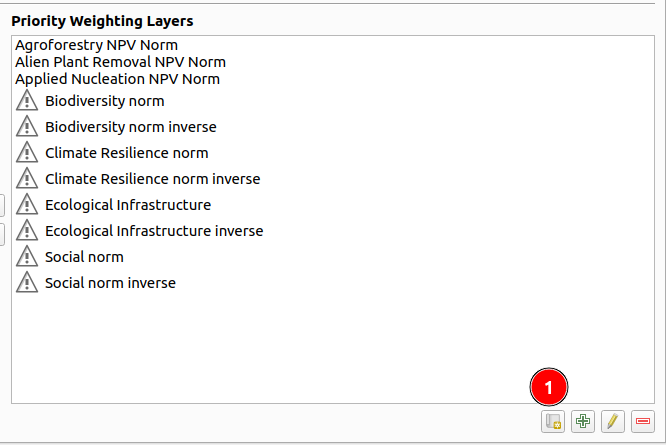 Priority Weighting Layers
Agroforestry NPV Norm
Alien Plant Removal NPV Norm
Applied Nucleation NPV Norm
Biodiversity norm
Biodiversity norm inverse
Climate Resilience norm
Climate Resilience norm inverse
Ecological Infrastructure
Ecological Infrastructure inverse
Social norm
Social norm inverse
1